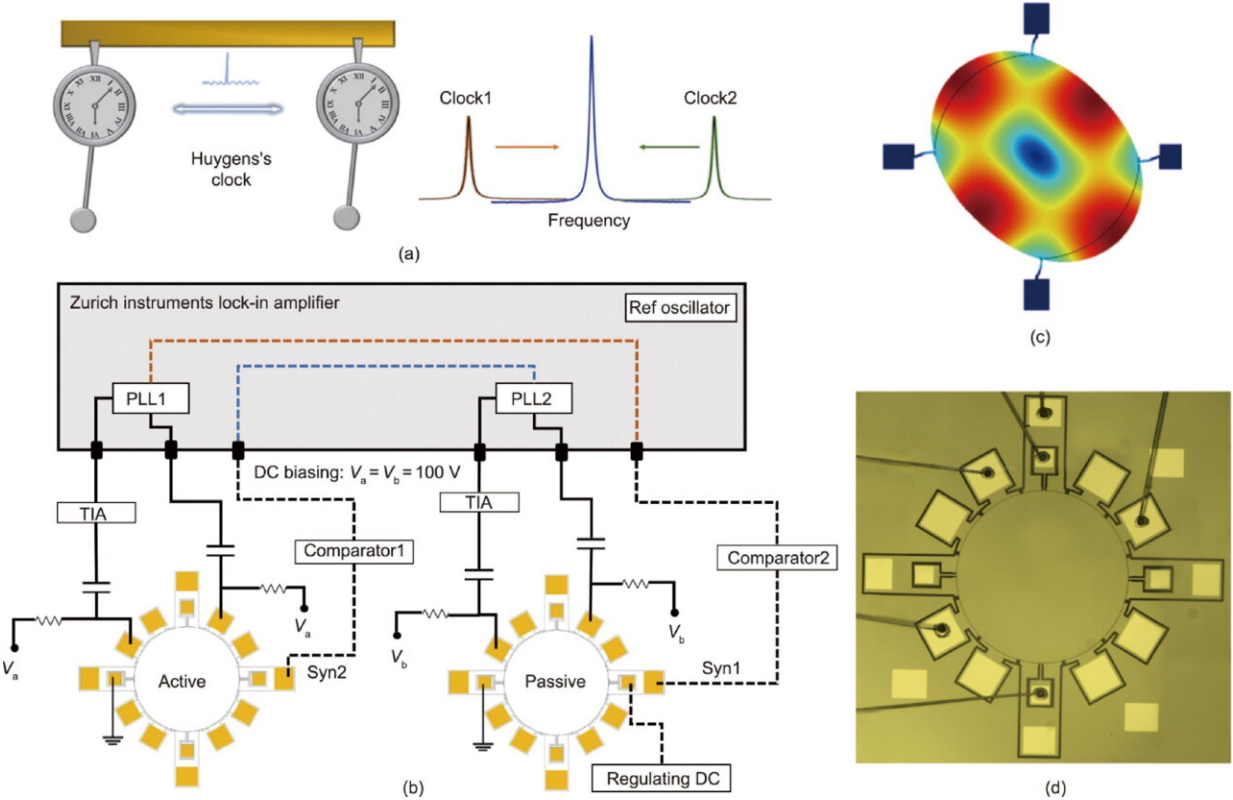 Huygens's
clock
Clock1
Clock2
Frequency
(a)
(c)
Zurich instruments lock-in amplifier
Ref oscillator
PLL1
PLL2
DC biasing: Va = Vb = 100 V
TIA
TIA
Comparator1
Comparator2
Va
Vb
Va
Vb
Syn2
Syn1
Active
Passive
Regulating DC
(b)
(d)